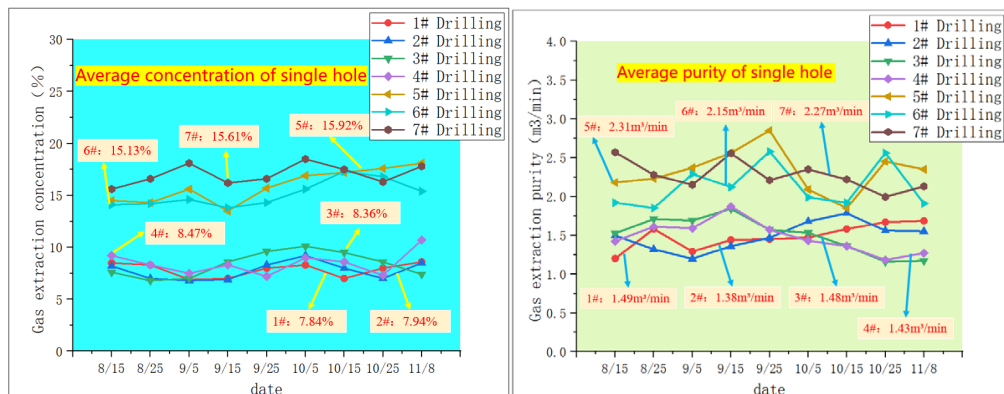 Average concentration of single hole
1# Drilling
2# Drilling
3# Drilling
4# Drilling
5# Drilling
6# Drilling
7# Drilling
Gas extraction concentration (%)
30
25
20
15
10
5
0
6#: 15.13%
7#: 15.61%
5#: 15.92%
4#: 8.47%
3#: 8.36%
1#: 7.84%
2#: 7.94%
8/15 8/25 9/5 9/15 9/25 10/5 10/15 10/25 11/8
date
Average purity of single hole
1# Drilling
2# Drilling
3# Drilling
4# Drilling
5# Drilling
6# Drilling
7# Drilling
Gas extraction purity (m3/min)
4.0
3.5
3.0
2.5
2.0
1.5
1.0
0.5
0.0
5#: 2.31m³/min
6#: 2.15m³/min
7#: 2.27m³/min
1#: 1.49m³/min
2#: 1.38m³/min
3#: 1.48m³/min
4#: 1.43m³/min
8/15 8/25 9/5 9/15 9/25 10/5 10/15 10/25 11/8
date